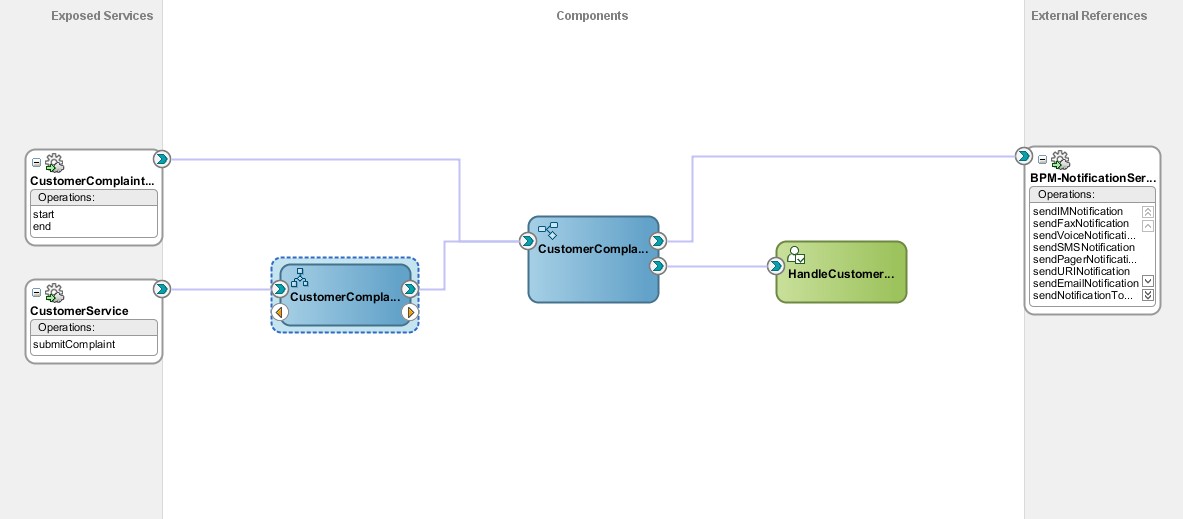 Exposed Services
Components
External References
CustomerComplaint...
Operations:
start
end
CustomerService
Operations:
submitComplaint
CustomerCompla...
CustomerCompla...
HandleCustomer...
BPM-NotificationSer...
Operations:
sendIMNotification
sendFaxNotification
sendVoiceNotificati...
sendSMSNotification
sendPagerNotificati...
sendURINotification
sendEmailNotification
sendNotificationTo...